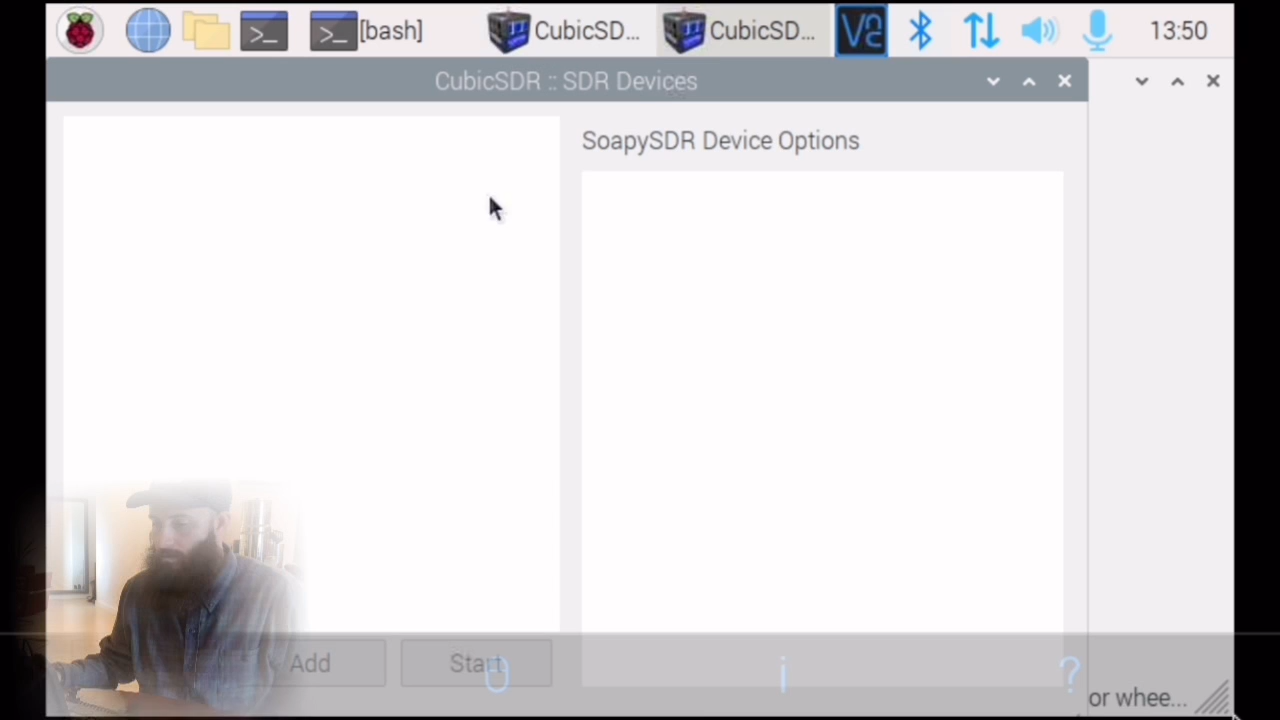 [bash]
CubicSD...
CubicSD...
13:50
CubicSDR :: SDR Devices
SoapySDR Device Options
Add
Start
or whee...